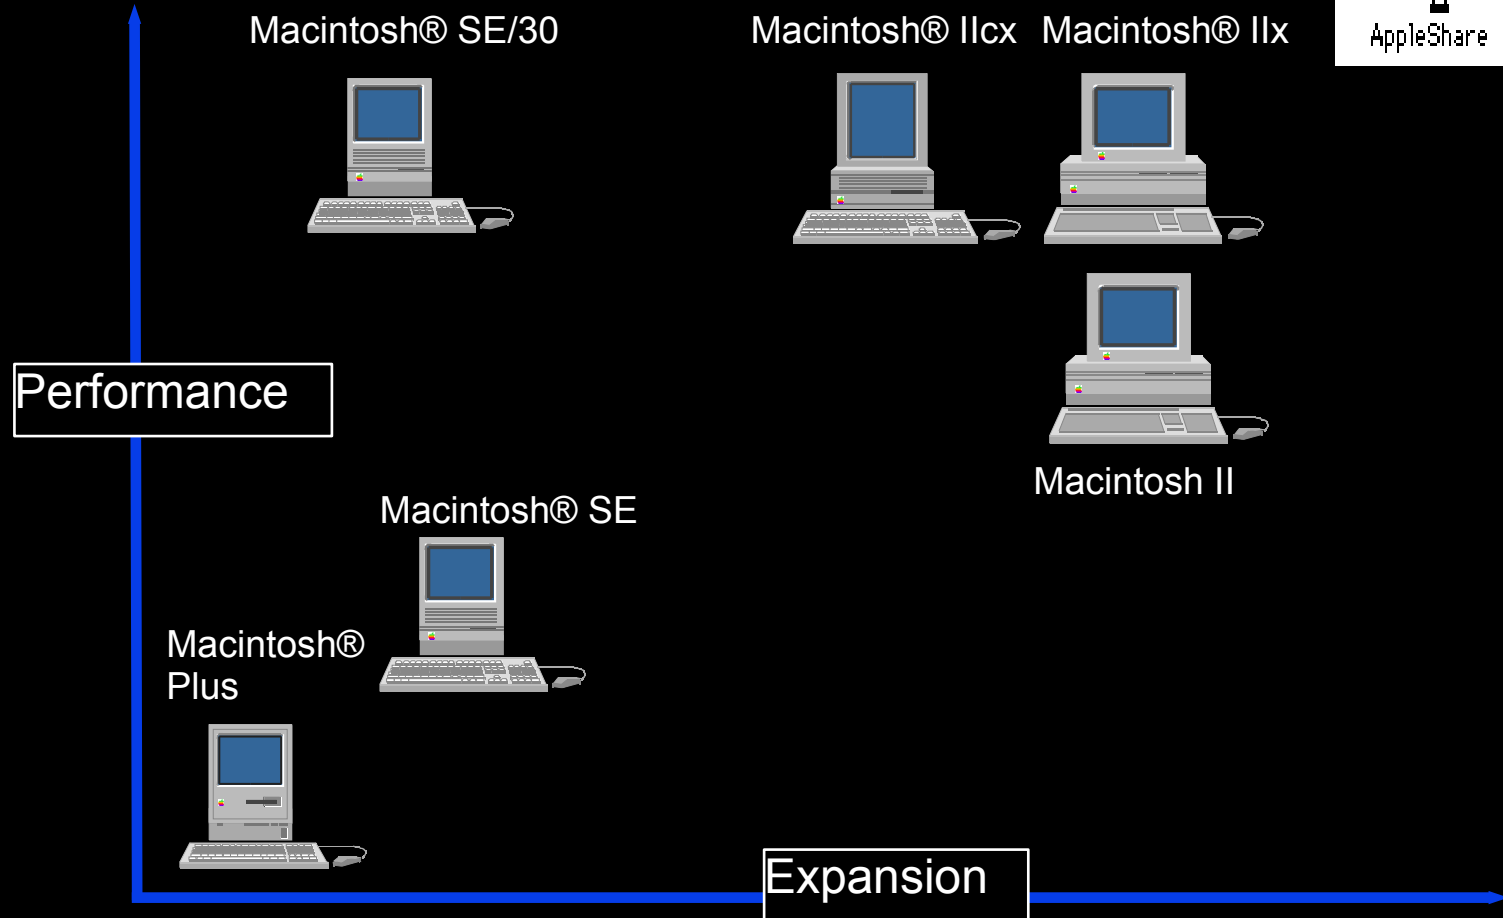 Macintosh® SE/30
Macintosh® IIcx
Macintosh® IIx
AppleShare
Performance
Macintosh II
Macintosh® SE
Macintosh®
Plus
Expansion